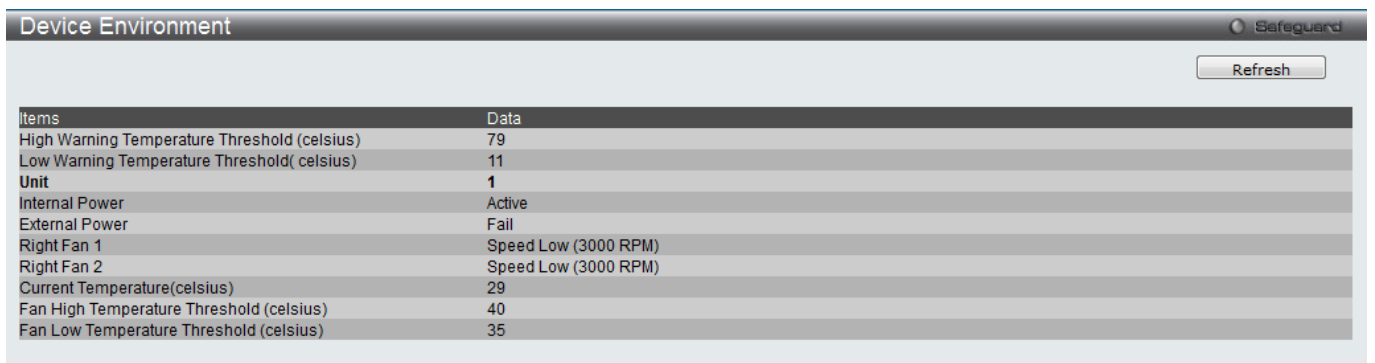 Device Environment
Safeguard
Refresh
Items Data
High Warning Temperature Threshold (celsius) 79
Low Warning Temperature Threshold( celsius) 11
Unit 1
Internal Power Active
External Power Fail
Right Fan 1 Speed Low (3000 RPM)
Right Fan 2 Speed Low (3000 RPM)
Current Temperature(celsius) 29
Fan High Temperature Threshold (celsius) 40
Fan Low Temperature Threshold (celsius) 35